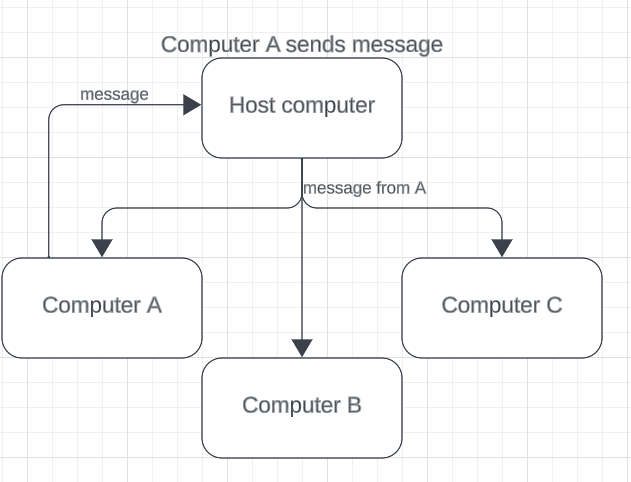 Computer A sends message
message
Host computer
message from A
Computer A
Computer C
Computer B